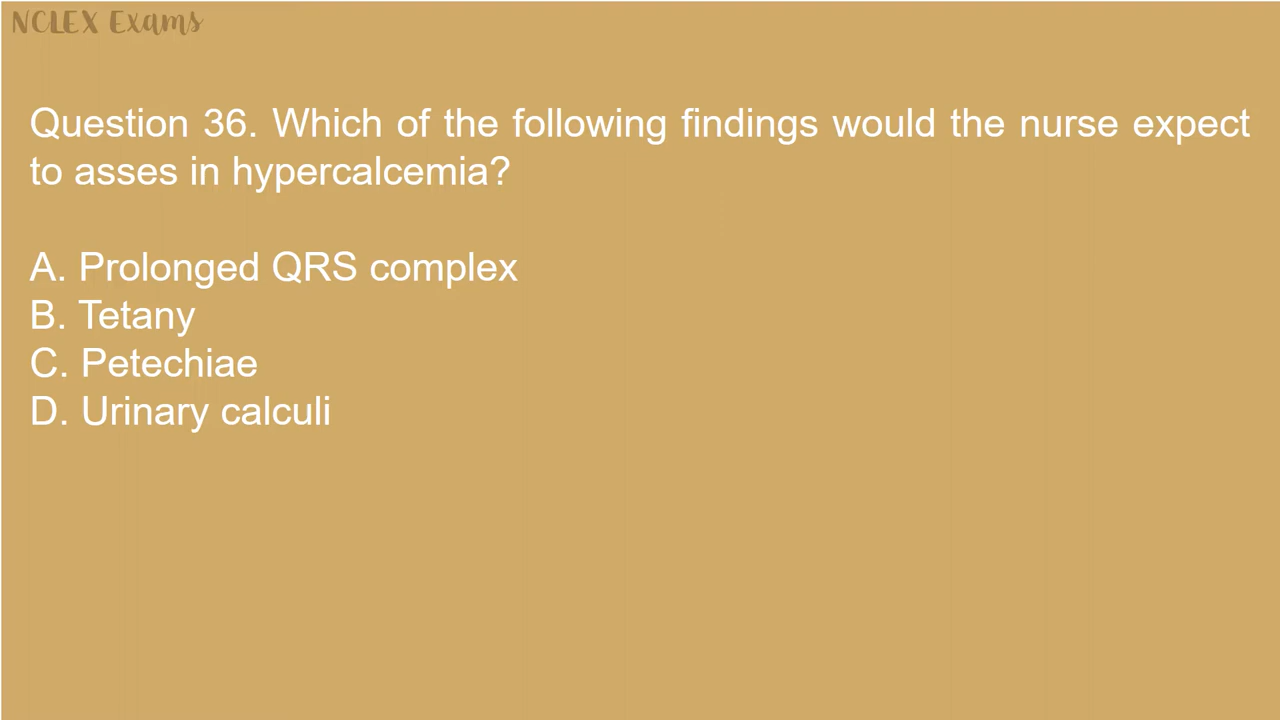 NCLEX Exams
Question 36. Which of the following findings would the nurse expect
to asses in hypercalcemia?
A. Prolonged QRS complex
B. Tetany
C. Petechiae
D. Urinary calculi